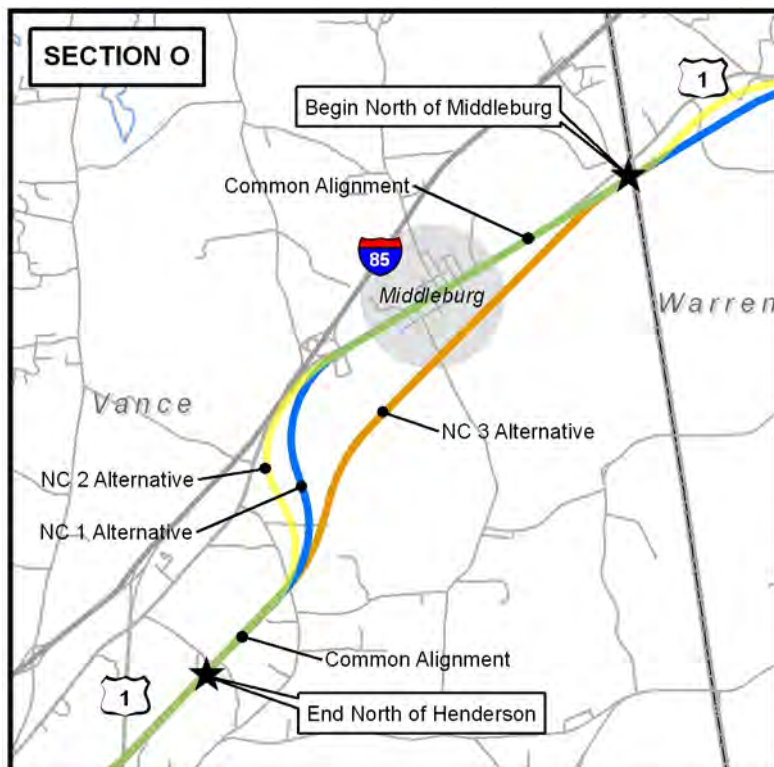 SECTION O
1
Begin North of Middleburg
Common Alignment
85
Middleburg
Warren
Vance
NC 3 Alternative
NC 2 Alternative
NC 1 Alternative
Common Alignment
1
End North of Henderson